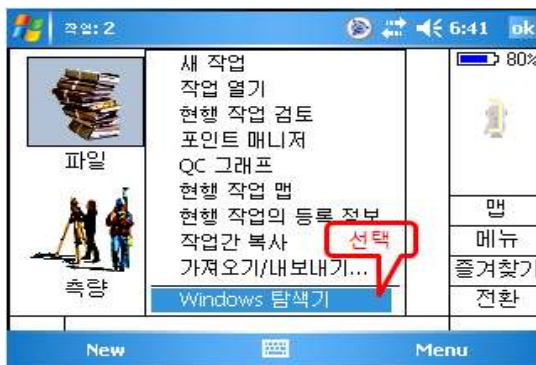 작업: 2
6:41
ok
새 작업
작업 열기
현행 작업 검토
포인트 매니저
QC 그래프
현행 작업 맵
현행 작업의 등록 정보
작업간 복사
선택
가져오기/내보내기...
Windows 탐색기
파일
측량
80%
맵
메뉴
즐겨찾기
전환
New
Menu